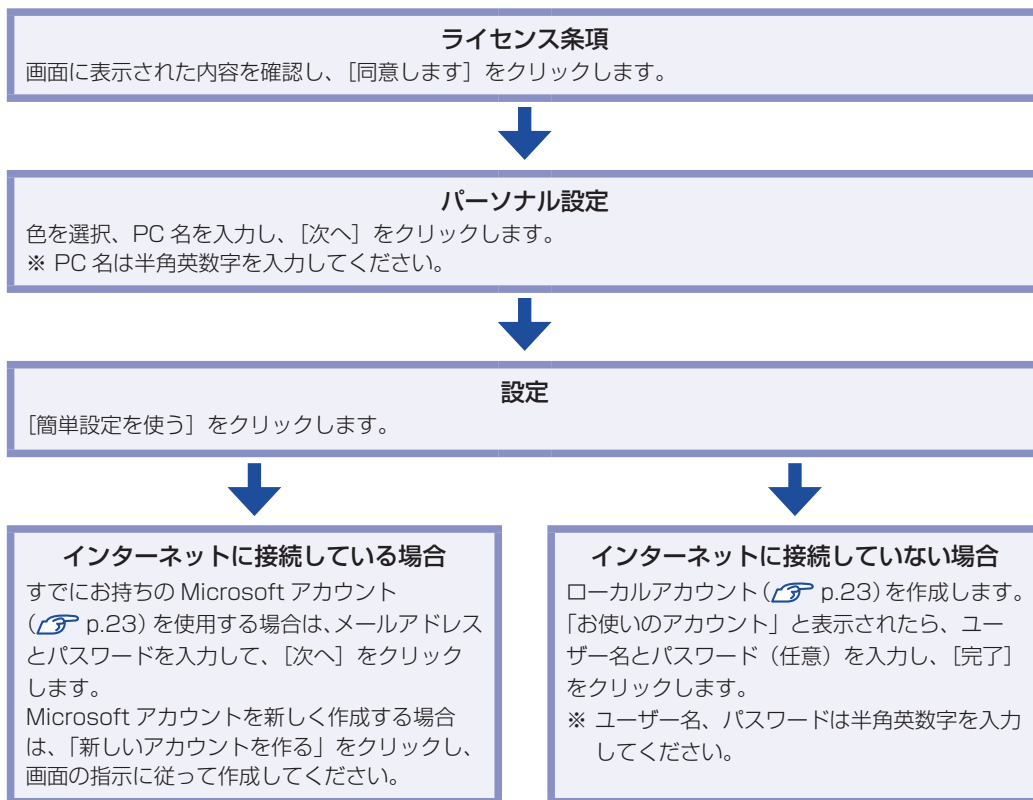 ライセンス条項
画面に表示された内容を確認し、［同意します］をクリックします。
パーソナル設定
色を選択、PC 名を入力し、［次へ］をクリックします。
※ PC 名は半角英数字を入力してください。
設定
［簡単設定を使う］をクリックします。
インターネットに接続している場合
すでにお持ちの Microsoft アカウント
（ p.23）を使用する場合は、メールアドレス
とパスワードを入力して、［次へ］をクリック
します。
Microsoft アカウントを新しく作成する場合
は、「新しいアカウントを作る」をクリックし、
画面の指示に従って作成してください。
インターネットに接続していない場合
ローカルアカウント（ p.23）を作成します。
「お使いのアカウント」と表示されたら、ユー
ザー名とパスワード（任意）を入力し、［完了］
をクリックします。
※ ユーザー名、パスワードは半角英数字を入力
してください。